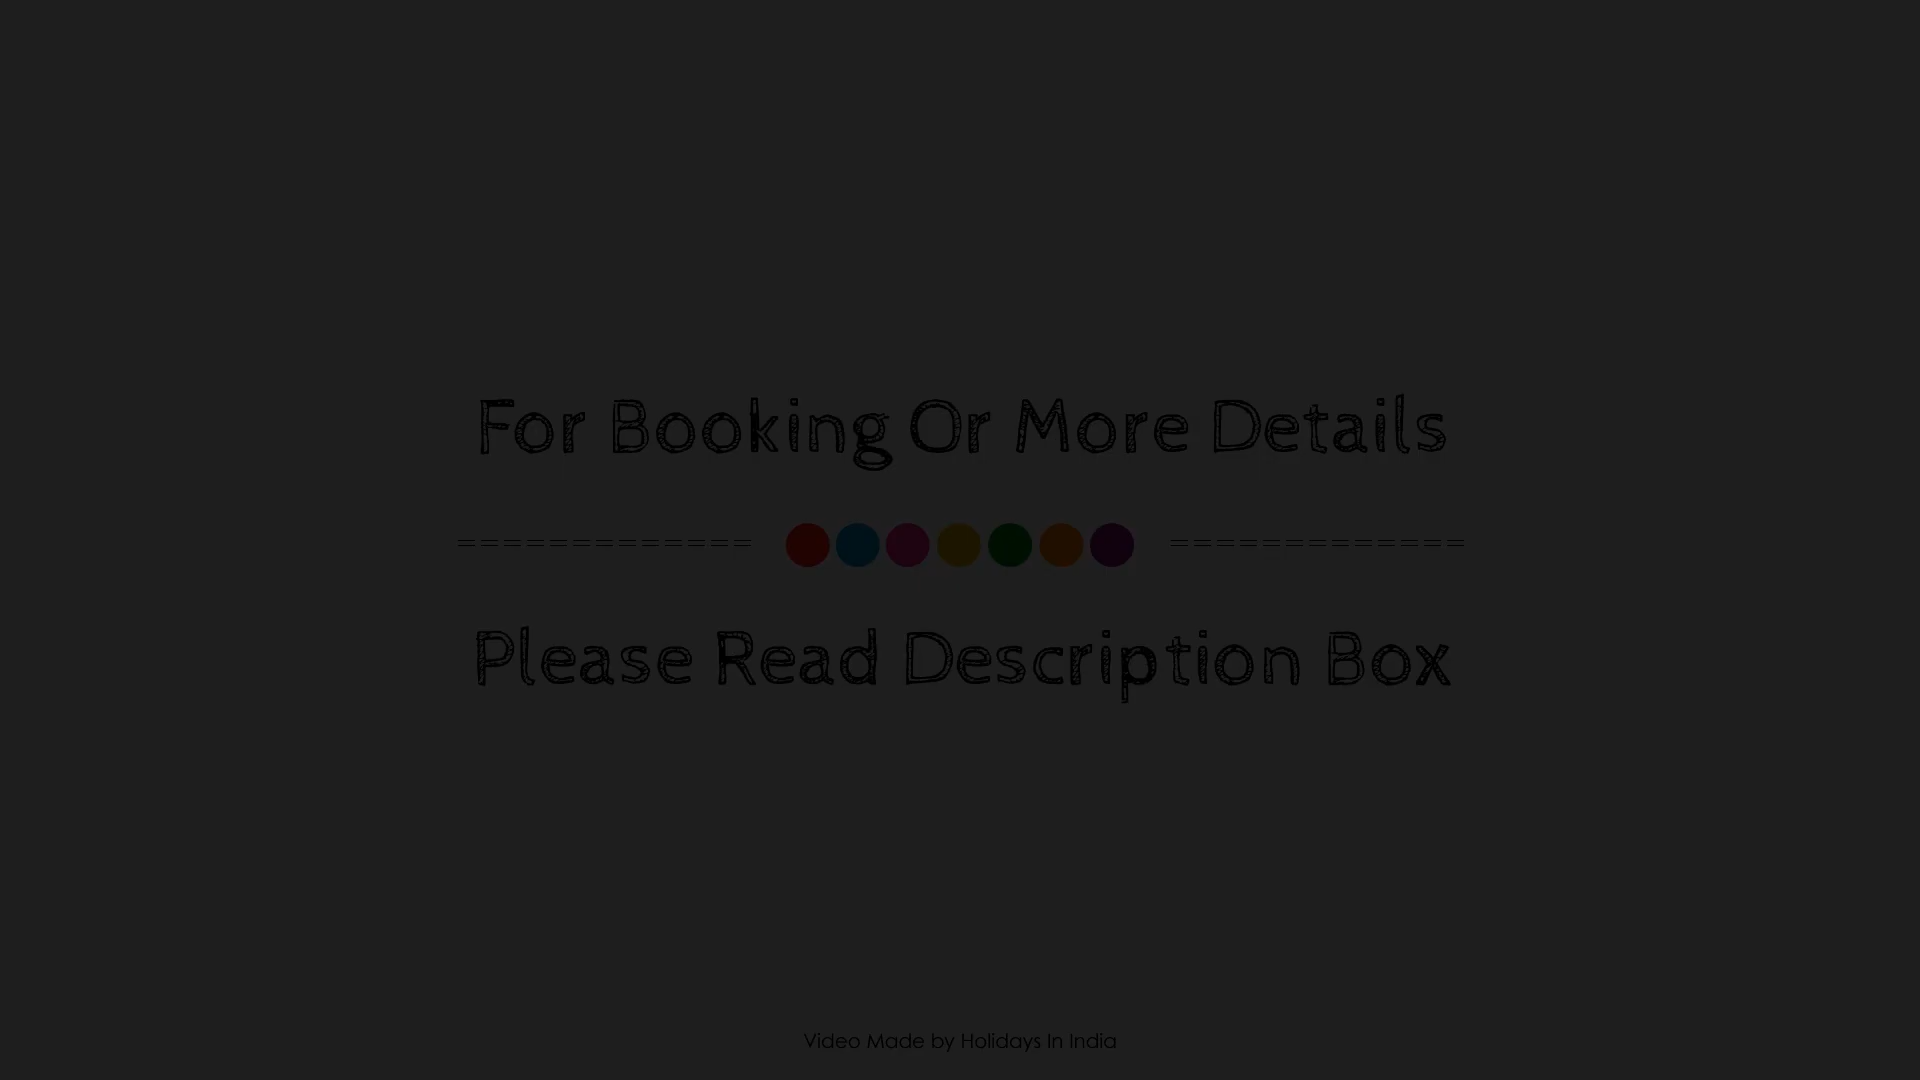 For Booking Or More Details
============= =============
Please Read Description Box
Video Made by Holidays In India